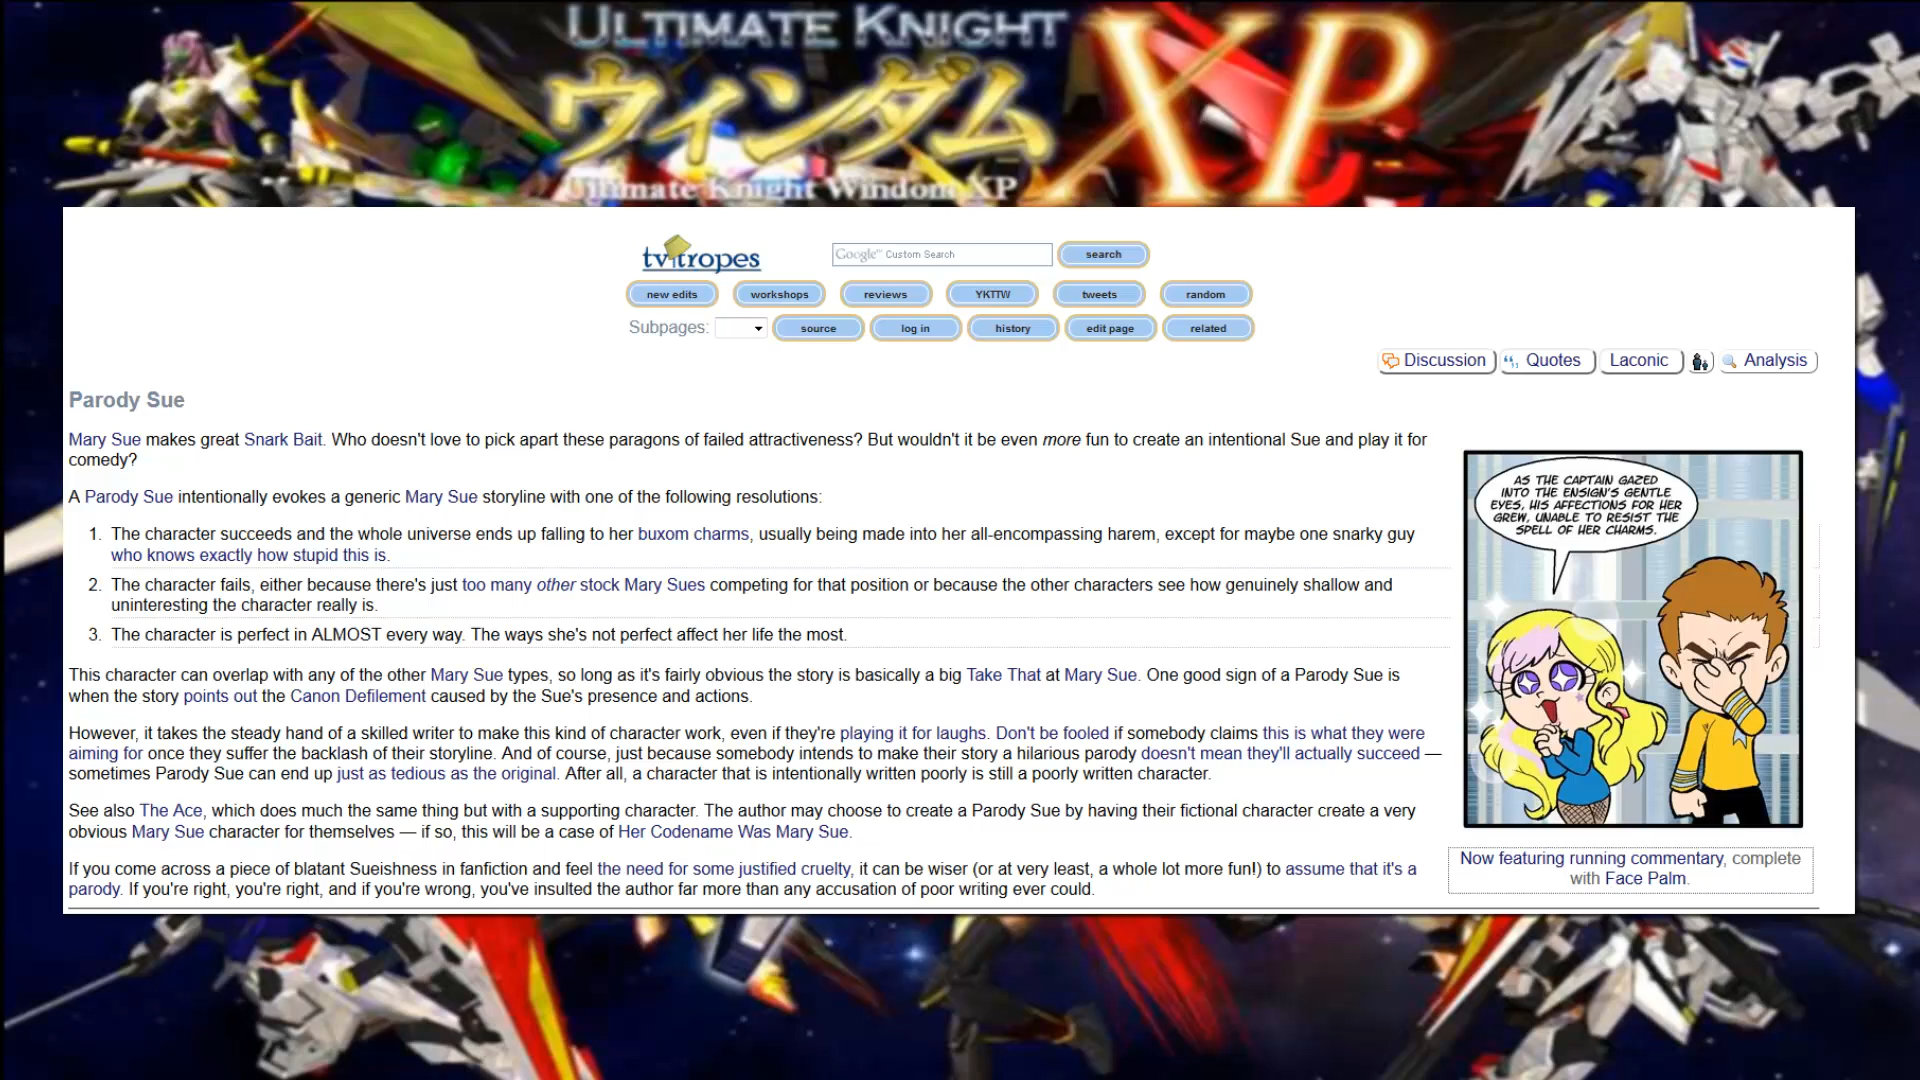 ULTIMATE KNIGHT
ウィンダムXP
Ultimate Knight Windom XP
tvtropes
Google™ Custom Search
search
new edits
workshops
reviews
YKTTW
tweets
random
Subpages:
source
log in
history
edit page
related
Discussion
Quotes
Laconic
Analysis
Parody Sue
Mary Sue makes great Snark Bait. Who doesn't love to pick apart these paragons of failed attractiveness? But wouldn't it be even more fun to create an intentional Sue and play it for
comedy?
A Parody Sue intentionally evokes a generic Mary Sue storyline with one of the following resolutions:
1. The character succeeds and the whole universe ends up falling to her buxom charms, usually being made into her all-encompassing harem, except for maybe one snarky guy
who knows exactly how stupid this is.
2. The character fails, either because there's just too many other stock Mary Sues competing for that position or because the other characters see how genuinely shallow and
uninteresting the character really is.
3. The character is perfect in ALMOST every way. The ways she's not perfect affect her life the most.
This character can overlap with any of the other Mary Sue types, so long as it's fairly obvious the story is basically a big Take That at Mary Sue. One good sign of a Parody Sue is
when the story points out the Canon Defilement caused by the Sue's presence and actions.
However, it takes the steady hand of a skilled writer to make this kind of character work, even if they're playing it for laughs. Don't be fooled if somebody claims this is what they were
aiming for once they suffer the backlash of their storyline. And of course, just because somebody intends to make their story a hilarious parody doesn't mean they'll actually succeed —
sometimes Parody Sue can end up just as tedious as the original. After all, a character that is intentionally written poorly is still a poorly written character.
See also The Ace, which does much the same thing but with a supporting character. The author may choose to create a Parody Sue by having their fictional character create a very
obvious Mary Sue character for themselves — if so, this will be a case of Her Codename Was Mary Sue.
If you come across a piece of blatant Sueishness in fanfiction and feel the need for some justified cruelty, it can be wiser (or at very least, a whole lot more fun!) to assume that it's a
parody. If you're right, you're right, and if you're wrong, you've insulted the author far more than any accusation of poor writing ever could.
AS THE CAPTAIN GAZED
INTO THE ENSIGN'S GENTLE
EYES, HIS AFFECTIONS FOR HER
GREW, UNABLE TO RESIST THE
SPELL OF HER CHARMS.
Now featuring running commentary, complete
with Face Palm.